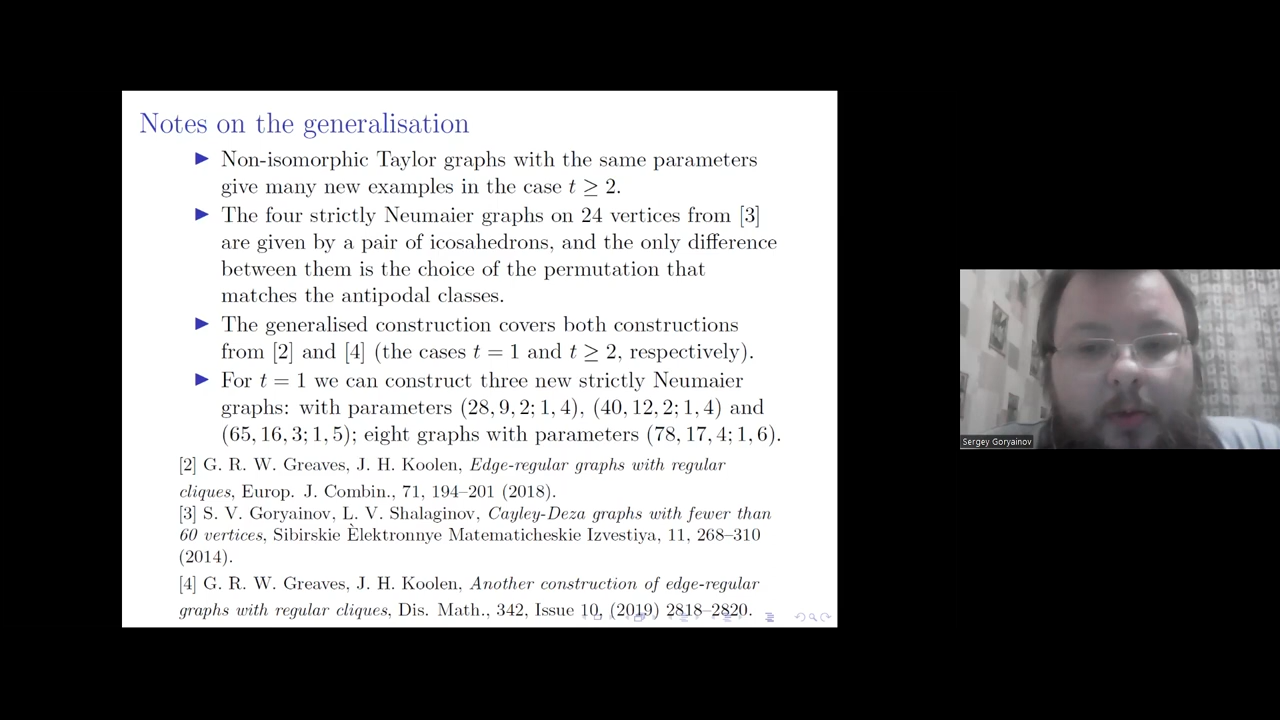 Notes on the generalisation
▶ Non-isomorphic Taylor graphs with the same parameters
give many new examples in the case t ≥ 2.
▶ The four strictly Neumaier graphs on 24 vertices from [3]
are given by a pair of icosahedrons, and the only difference
between them is the choice of the permutation that
matches the antipodal classes.
▶ The generalised construction covers both constructions
from [2] and [4] (the cases t = 1 and t ≥ 2, respectively).
▶ For t = 1 we can construct three new strictly Neumaier
graphs: with parameters (28, 9, 2; 1, 4), (40, 12, 2; 1, 4) and
(65, 16, 3; 1, 5); eight graphs with parameters (78, 17, 4; 1, 6).
[2] G. R. W. Greaves, J. H. Koolen, Edge-regular graphs with regular
cliques, Europ. J. Combin., 71, 194–201 (2018).
[3] S. V. Goryainov, L. V. Shalaginov, Cayley-Deza graphs with fewer than
60 vertices, Sibirskie Èlektronnye Matematicheskie Izvestiya, 11, 268–310
(2014).
[4] G. R. W. Greaves, J. H. Koolen, Another construction of edge-regular
graphs with regular cliques, Dis. Math., 342, Issue 10, (2019) 2818–2820.
Sergey Goryainov